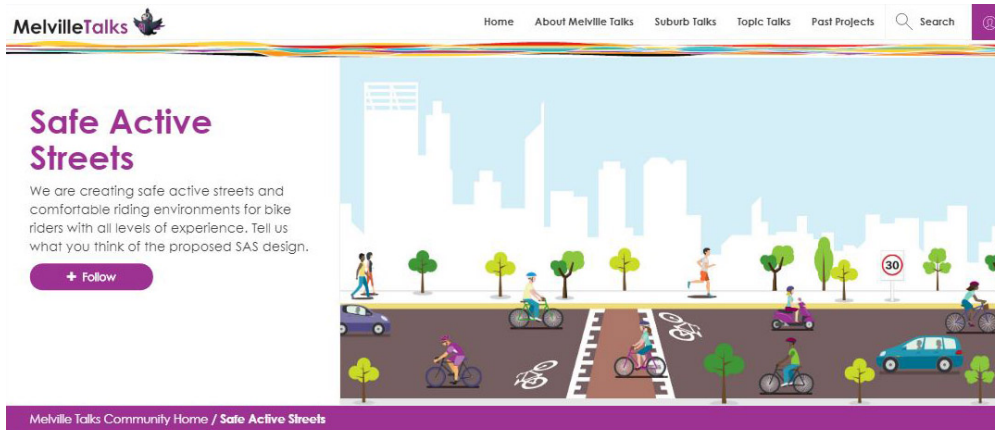 MelvilleTalks
Home About Melville Talks Suburb Talks Topic Talks Past Projects Search
Safe Active
Streets
We are creating safe active streets and
comfortable riding environments for bike
riders with all levels of experience. Tell us
what you think of the proposed SAS design.
+ Follow
30
Melville Talks Community Home / Safe Active Streets